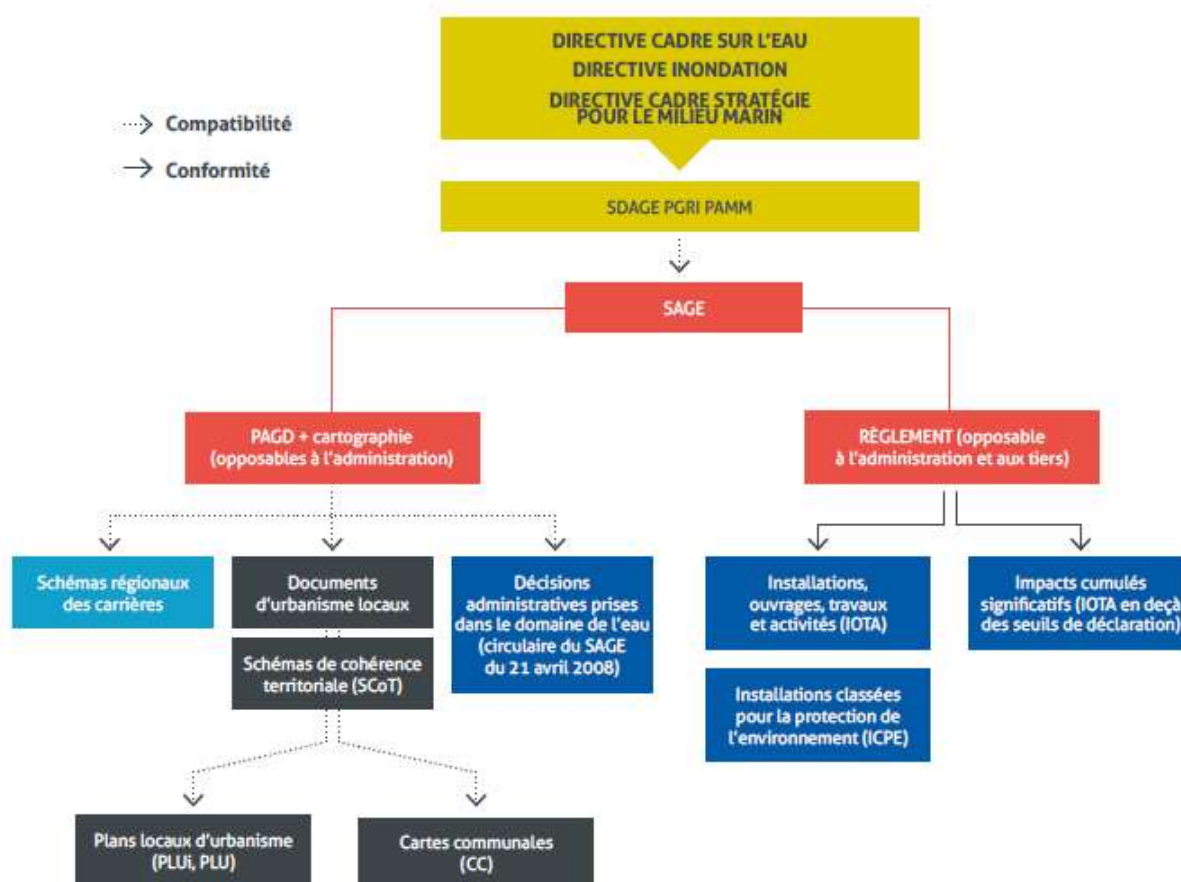 DIRECTIVE CADRE SUR L'EAU
DIRECTIVE INONDATION
DIRECTIVE CADRE STRATÉGIE
POUR LE MILIEU MARIN
Compatibilité
Conformité
SDAGE PGRI PAMM
SAGE
PAGD + cartographie
(opposables à l'administration)
RÈGLEMENT (opposable
à l'administration et aux tiers)
Schémas régionaux
des carrières
Documents
d'urbanisme locaux
Schémas de cohérence
territoriale (SCoT)
Décisions
administratives prises
dans le domaine de l'eau
(circulaire du SAGE
du 21 avril 2008)
Installations,
ouvrages, travaux
et activités (IOTA)
Impacts cumulés
significatifs (IOTA en deçà
des seuils de déclaration)
Installations classées
pour la protection de
l'environnement (ICPE)
Plans locaux d'urbanisme
(PLUi, PLU)
Cartes communales
(CC)